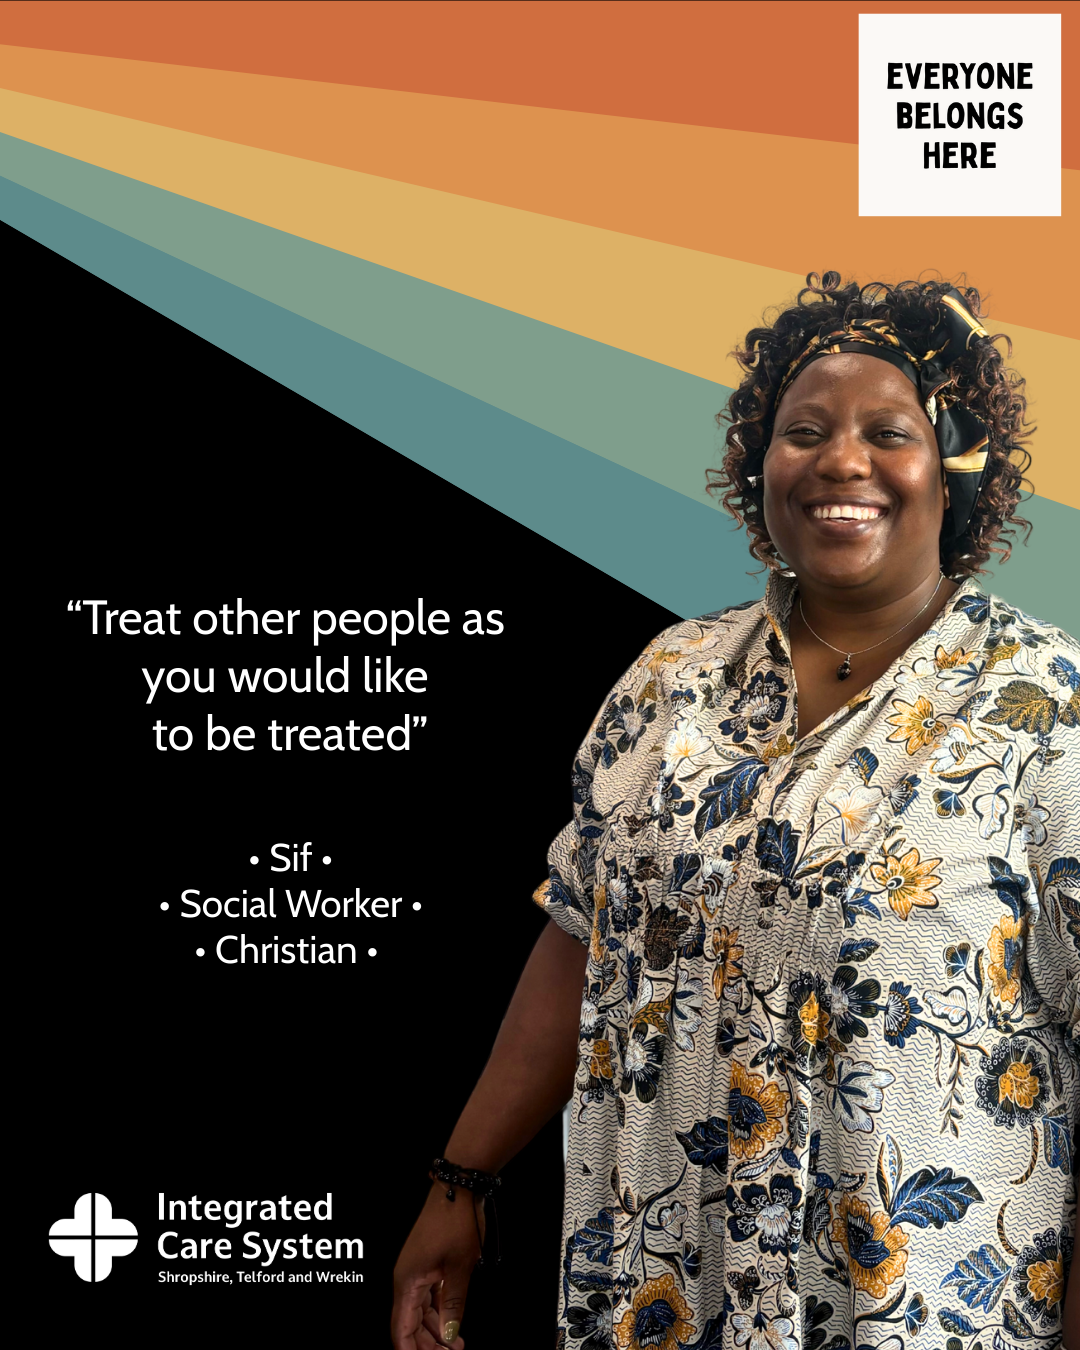 EVERYONE
BELONGS
HERE
“Treat other people as
you would like
to be treated”
• Sif •
• Social Worker •
• Christian •
Integrated
Care System
Shropshire, Telford and Wrekin